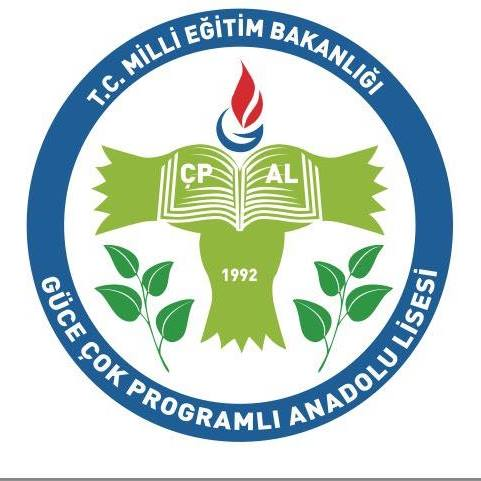 T.C. MİLLİ EĞİTİM BAKANLIĞI
ÇP AL
1992
GÜCE ÇOK PROGRAMLI ANADOLU LİSESİ